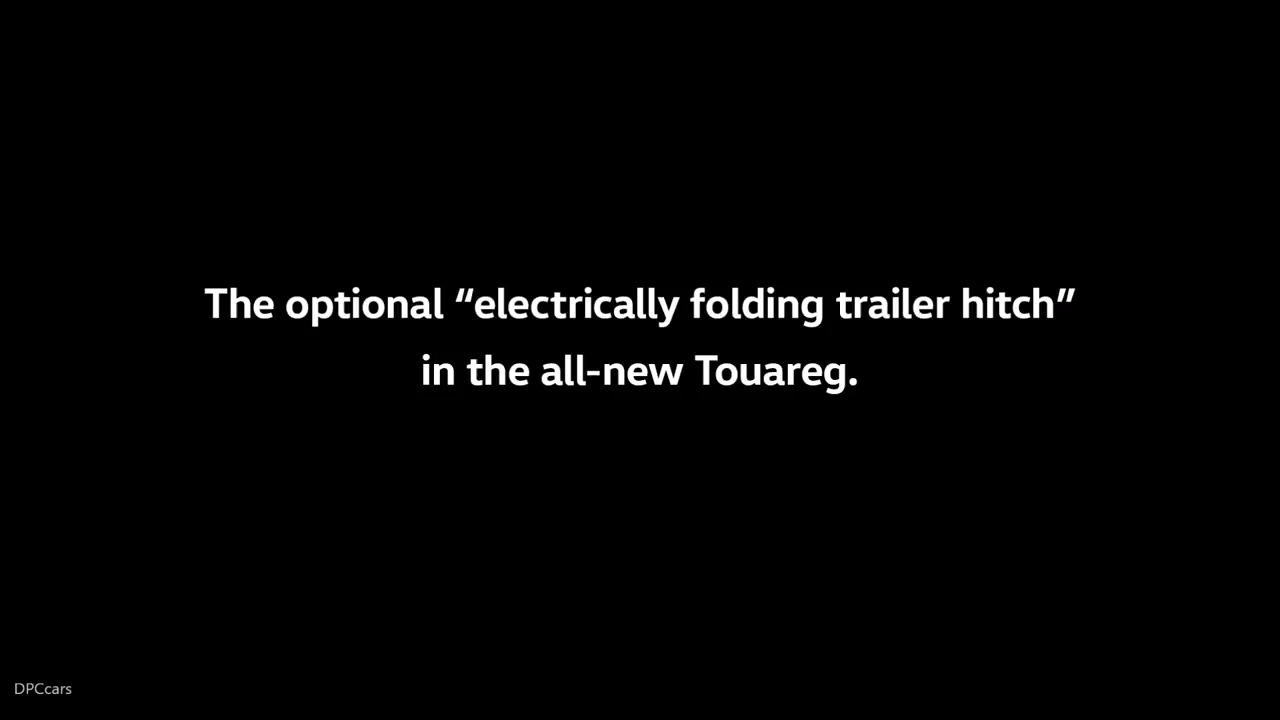 The optional “electrically folding trailer hitch”
in the all-new Touareg.
DPCcars